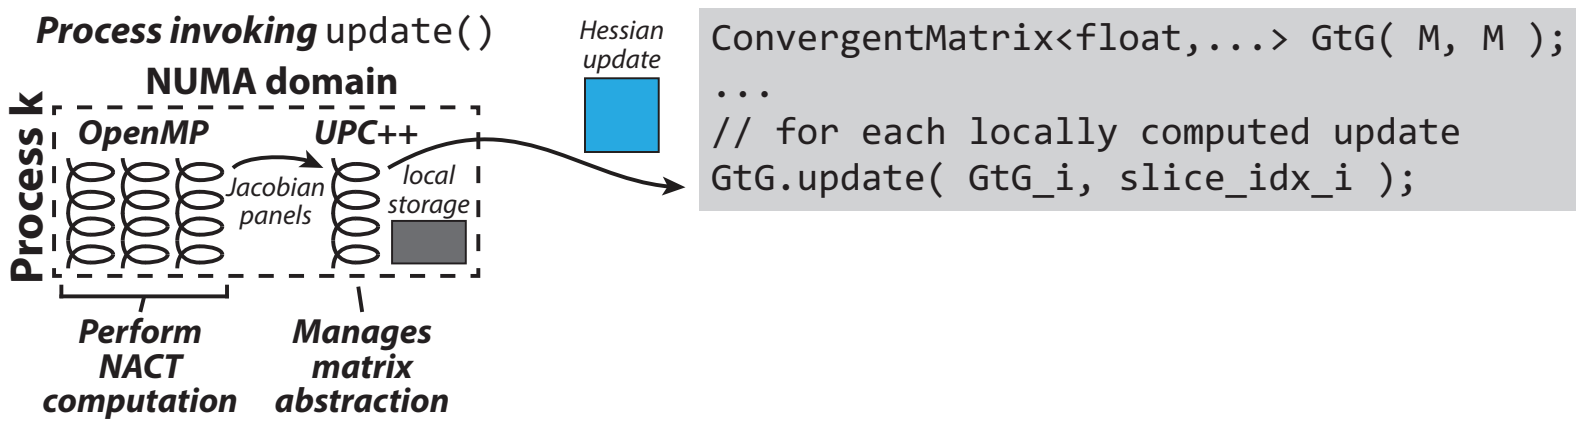 Process invoking update()
NUMA domain
Process k
OpenMP
UPC++
Jacobian
panels
local
storage
Perform
NACT
computation
Manages
matrix
abstraction
Hessian
update
ConvergentMatrix<float,...> GtG( M, M );
...
// for each locally computed update
GtG.update( GtG_i, slice_idx_i );